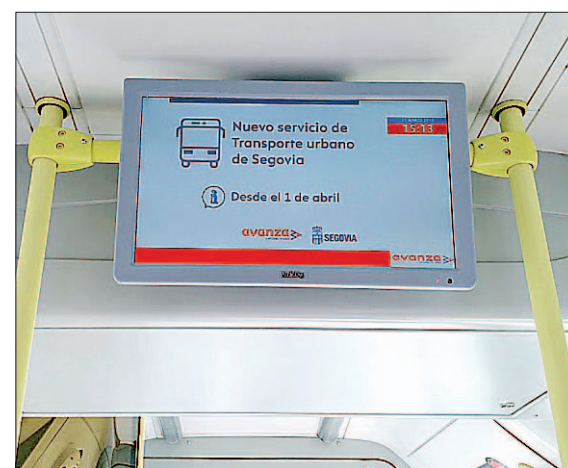 Nuevo servicio de
Transporte urbano
de Segovia
15:13
Desde el 1 de abril
avanza
SEGOVIA
avanza